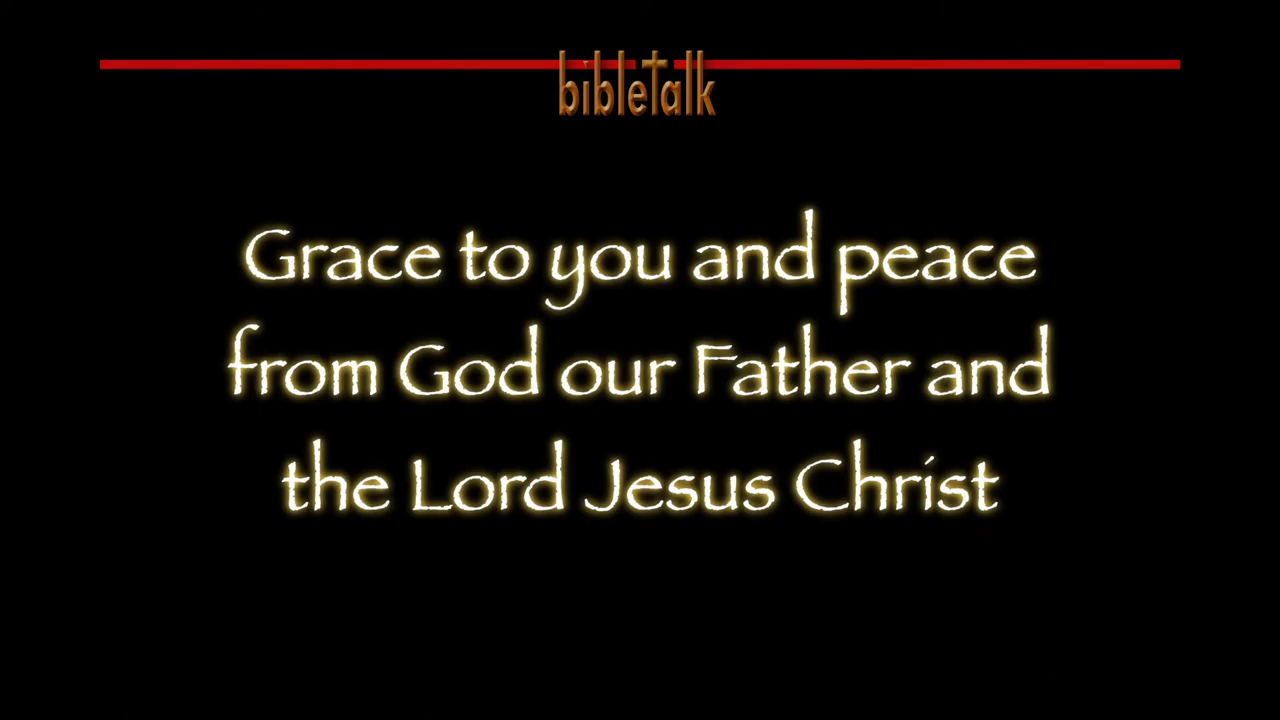 bibleTalk
Grace to you and peace
from God our Father and
the Lord Jesus Christ